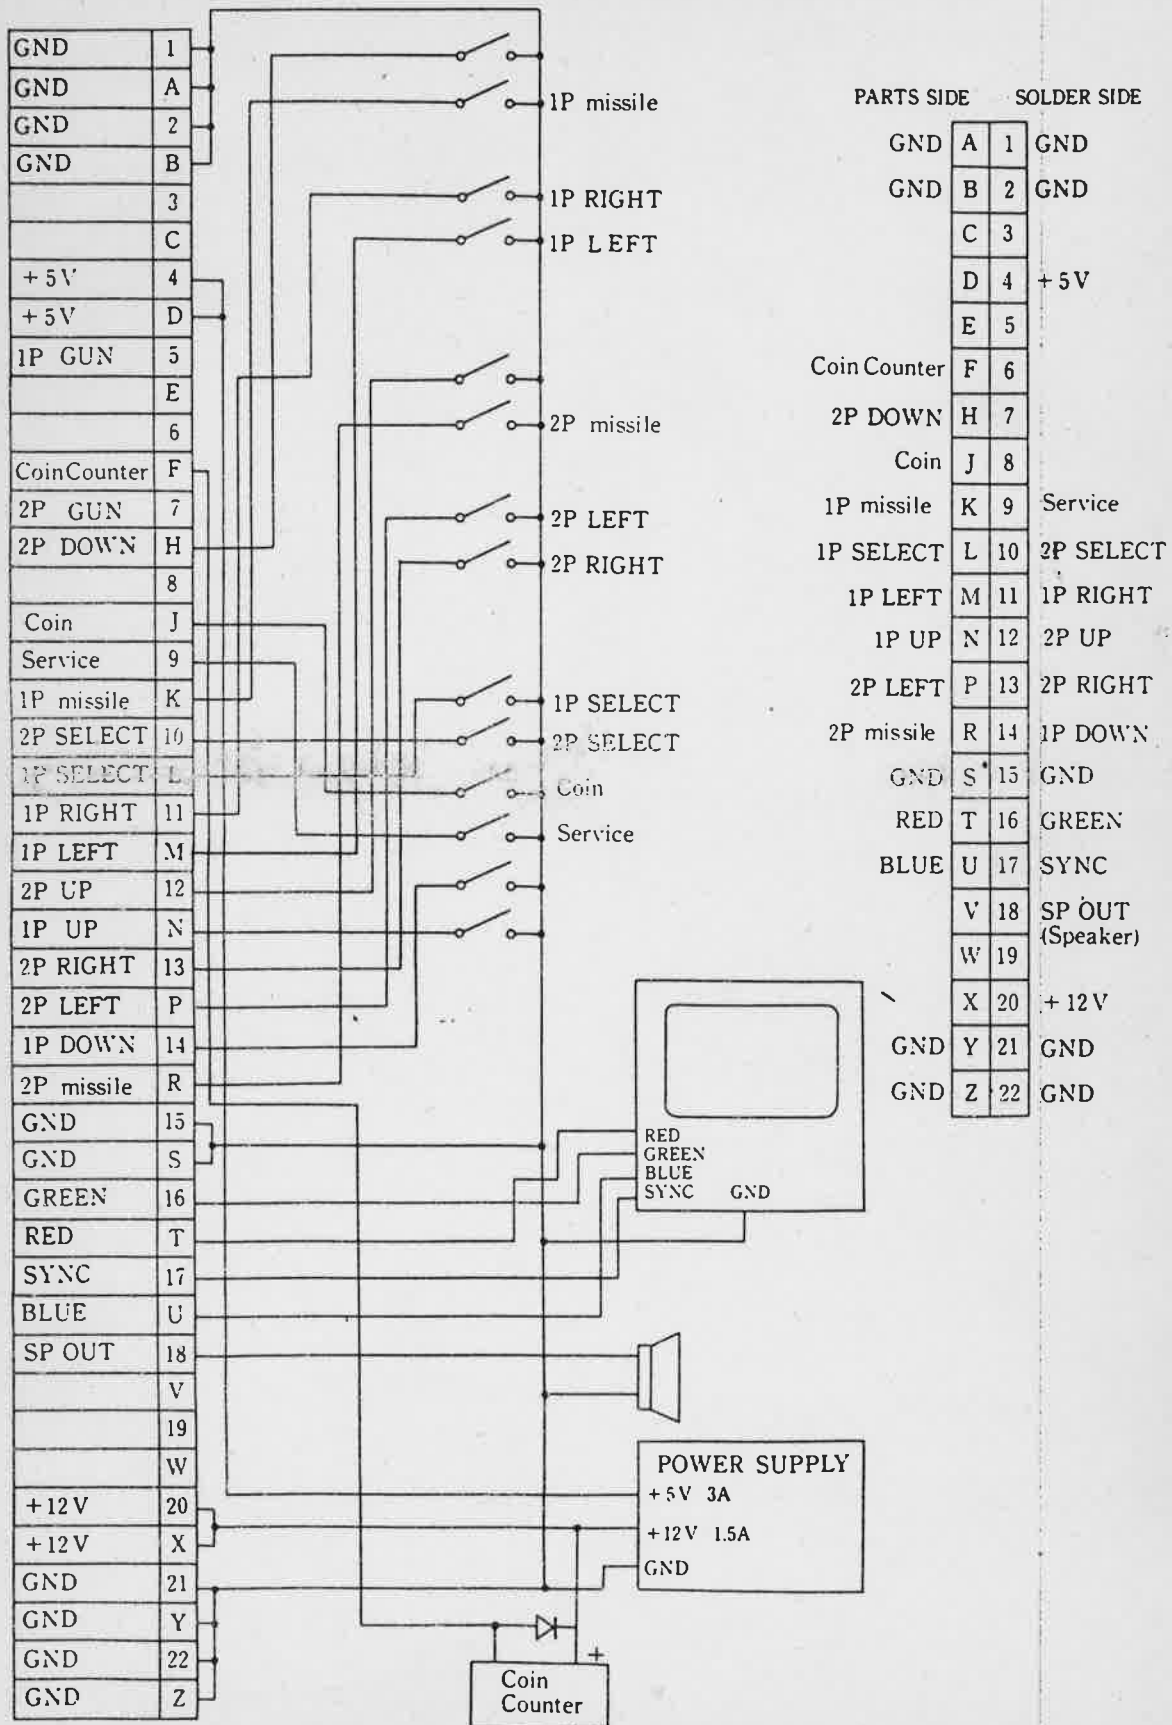 GND 1
GND A
GND 2
GND B
3
C
+5V 4
+5V D
1P GUN 5
E
6
Coin Counter F
2P GUN 7
2P DOWN H
8
Coin J
Service 9
1P missile K
2P SELECT 10
1P SELECT L
1P RIGHT 11
1P LEFT M
2P UP 12
1P UP N
2P RIGHT 13
2P LEFT P
1P DOWN 14
2P missile R
GND 15
GND S
GREEN 16
RED T
SYNC 17
BLUE U
SP OUT 18
V
19
W
+12V 20
+12V X
GND 21
GND Y
GND 22
GND Z
1P missile
1P RIGHT
1P LEFT
2P missile
2P LEFT
2P RIGHT
1P SELECT
2P SELECT
Coin
Service
RED
GREEN
BLUE
SYNC GND
POWER SUPPLY
+5V 3A
+12V 1.5A
GND
+
Coin
Counter
PARTS SIDE SOLDER SIDE
GND A 1 GND
GND B 2 GND
C 3
D 4 +5V
E 5
Coin Counter F 6
2P DOWN H 7
Coin J 8
1P missile K 9 Service
1P SELECT L 10 2P SELECT
1P LEFT M 11 1P RIGHT
1P UP N 12 2P UP
2P LEFT P 13 2P RIGHT
2P missile R 14 1P DOWN
GND S 15 GND
RED T 16 GREEN
BLUE U 17 SYNC
V 18 SP OUT
(Speaker)
W 19
X 20 +12V
GND Y 21 GND
GND Z 22 GND